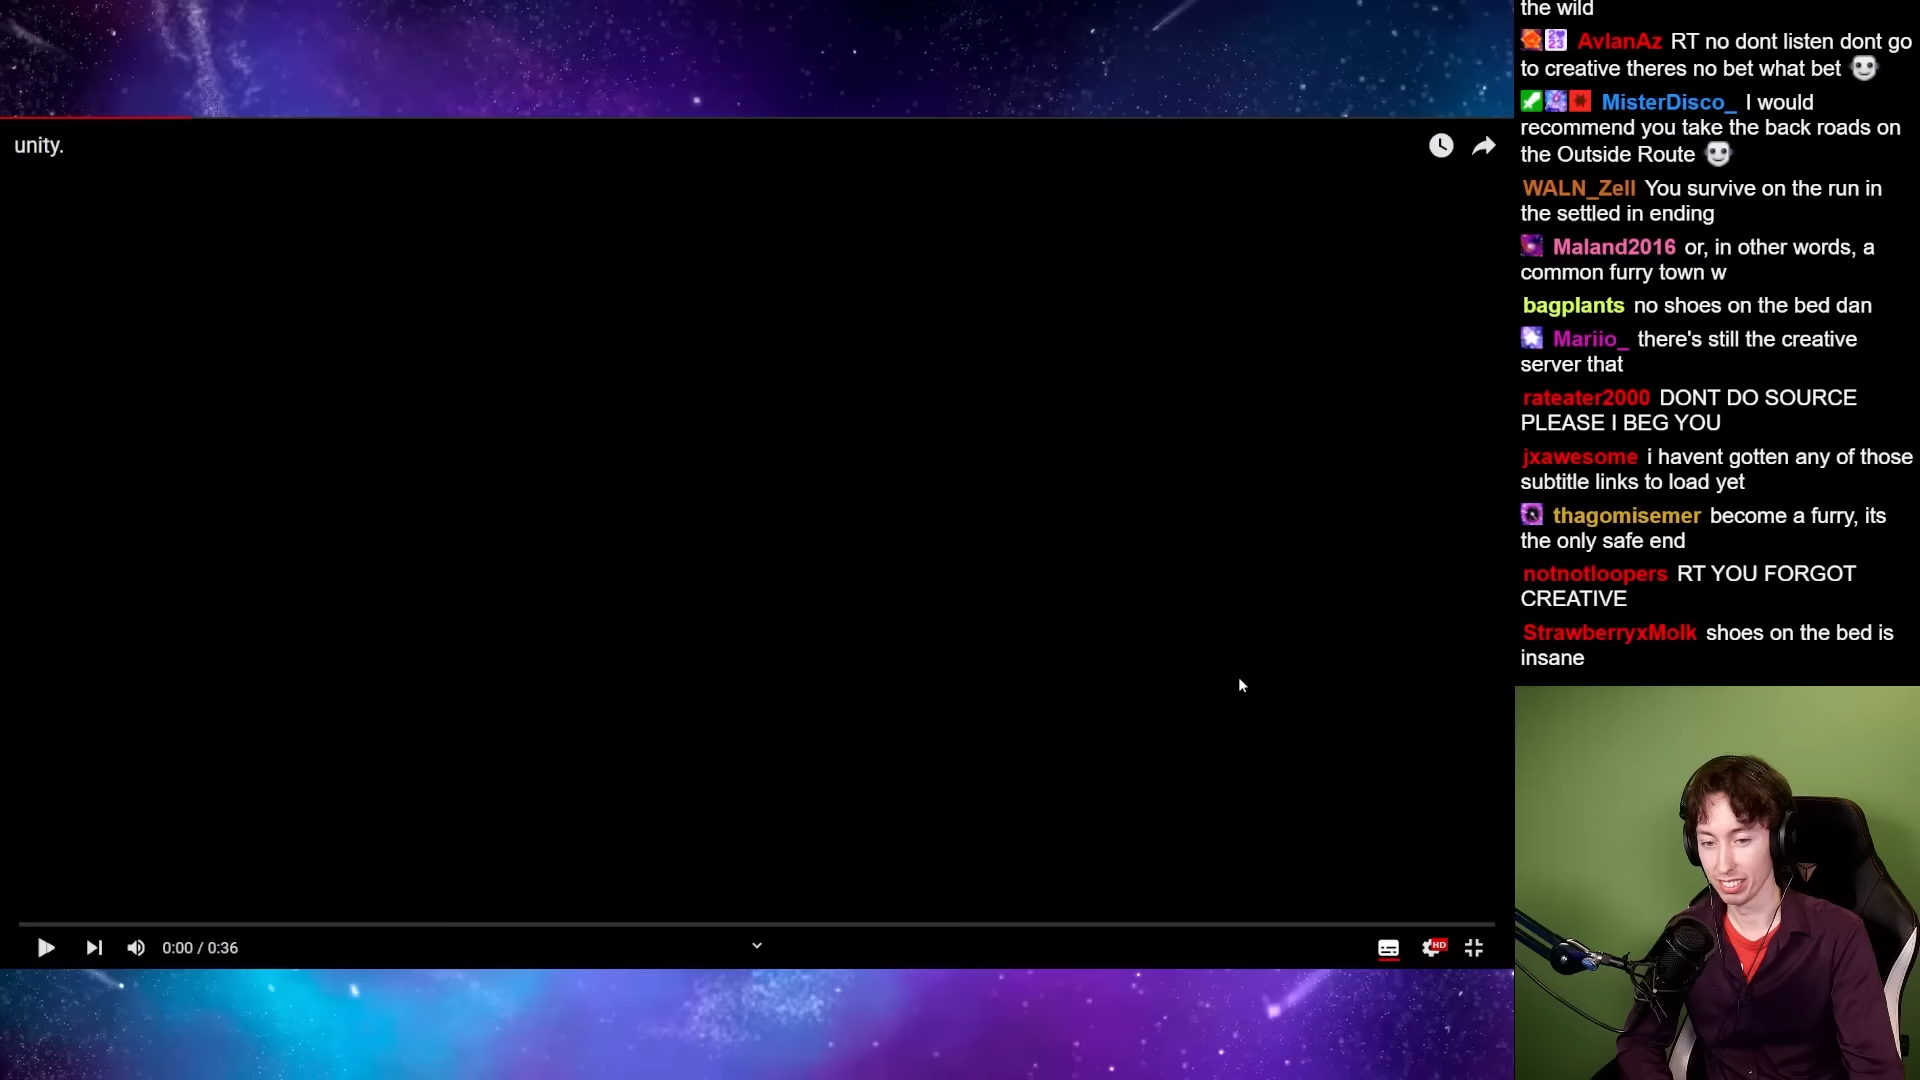 the wild
AvlanAz RT no dont listen dont go
to creative theres no bet what bet
MisterDisco_ I would
recommend you take the back roads on
the Outside Route
WALN_Zell You survive on the run in
the settled in ending
Maland2016 or, in other words, a
common furry town w
bagplants no shoes on the bed dan
Mariio_ there's still the creative
server that
rateater2000 DONT DO SOURCE
PLEASE I BEG YOU
jxawesome i havent gotten any of those
subtitle links to load yet
thagomisemer become a furry, its
the only safe end
notnotloopers RT YOU FORGOT
CREATIVE
StrawberryxMolk shoes on the bed is
insane
unity.
0:00 / 0:36
HD